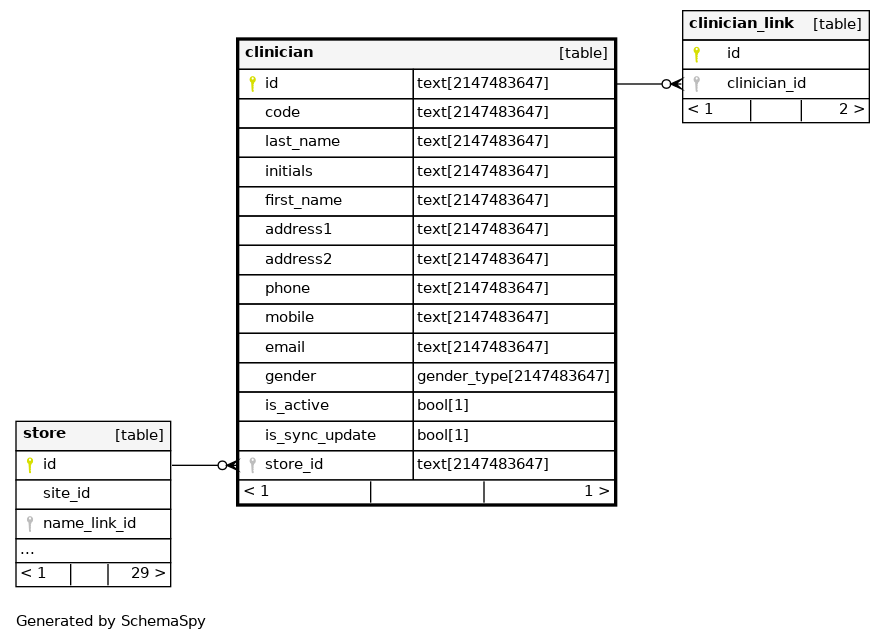 clinician_link [table]
id
clinician_id
< 1 2 >
clinician [table]
id text[2147483647]
code text[2147483647]
last_name text[2147483647]
initials text[2147483647]
first_name text[2147483647]
address1 text[2147483647]
address2 text[2147483647]
phone text[2147483647]
mobile text[2147483647]
email text[2147483647]
gender gender_type[2147483647]
is_active bool[1]
is_sync_update bool[1]
store_id text[2147483647]
< 1 1 >
store [table]
id
site_id
name_link_id
...
< 1 29 >
Generated by SchemaSpy